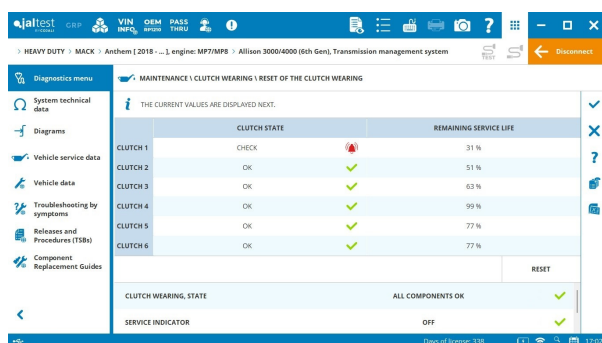 jaltest GRP
VIN INFO OEM RP1210 PASS THRU
> HEAVY DUTY > MACK > Anthem [ 2018 - ... ], engine: MP7/MP8 > Allison 3000/4000 (6th Gen), Transmission management system
TEST
Disconnect
Diagnostics menu
System technical data
Diagrams
Vehicle service data
Vehicle data
Troubleshooting by symptoms
Releases and Procedures (TSBs)
Component Replacement Guides
MAINTENANCE \ CLUTCH WEARING \ RESET OF THE CLUTCH WEARING
THE CURRENT VALUES ARE DISPLAYED NEXT.
CLUTCH STATE REMAINING SERVICE LIFE
CLUTCH 1 CHECK 31 %
CLUTCH 2 OK 51 %
CLUTCH 3 OK 63 %
CLUTCH 4 OK 99 %
CLUTCH 5 OK 77 %
CLUTCH 6 OK 77 %
RESET
CLUTCH WEARING, STATE ALL COMPONENTS OK
SERVICE INDICATOR OFF
Days of license: 338